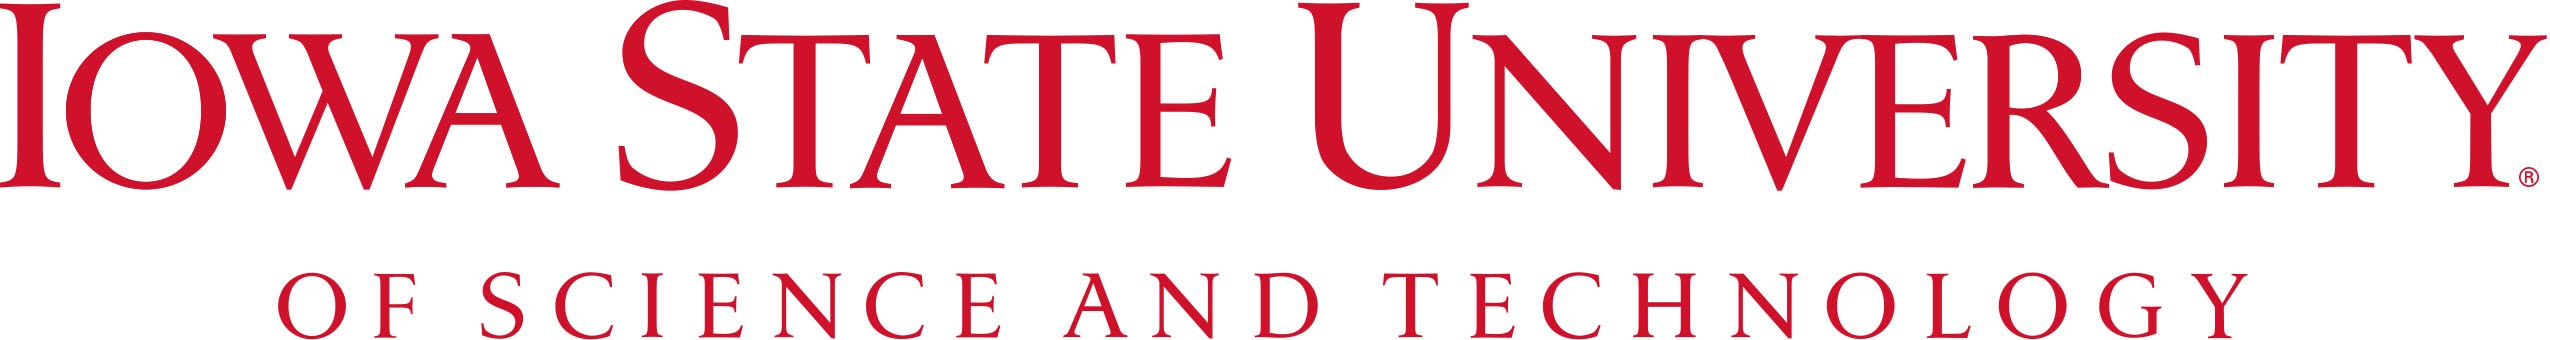 IOWA STATE UNIVERSITY®
OF SCIENCE AND TECHNOLOGY